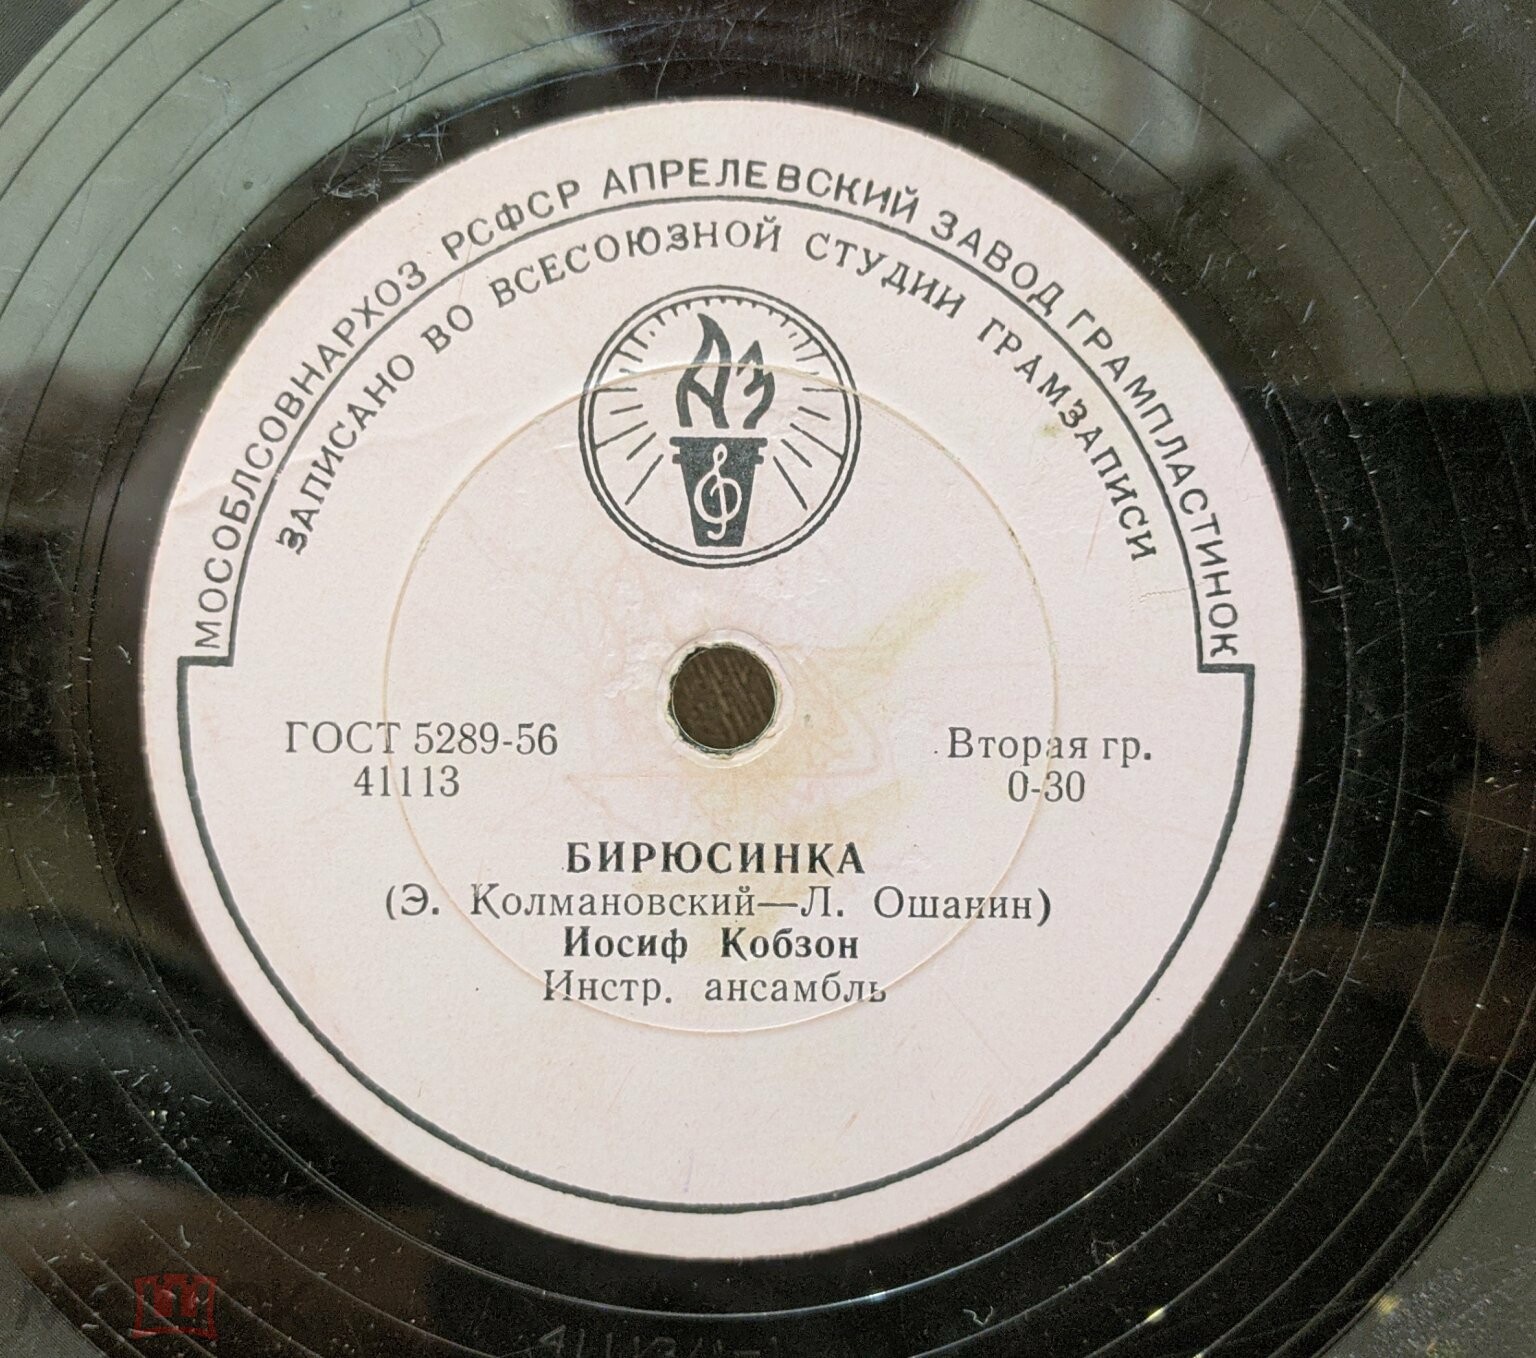 МОСОБЛСОВНАРХОЗ РСФСР АПРЕЛЕВСКИЙ ЗАВОД ГРАМПЛАСТИНОК
ЗАПИСАНО ВО ВСЕСОЮЗНОЙ СТУДИИ ГРАМЗАПИСИ
АЗ
ГОСТ 5289-56
41113
Вторая гр.
0-30
БИРЮСИНКА
(Э. Колмановский—Л. Ошанин)
Иосиф Кобзон
Инстр. ансамбль